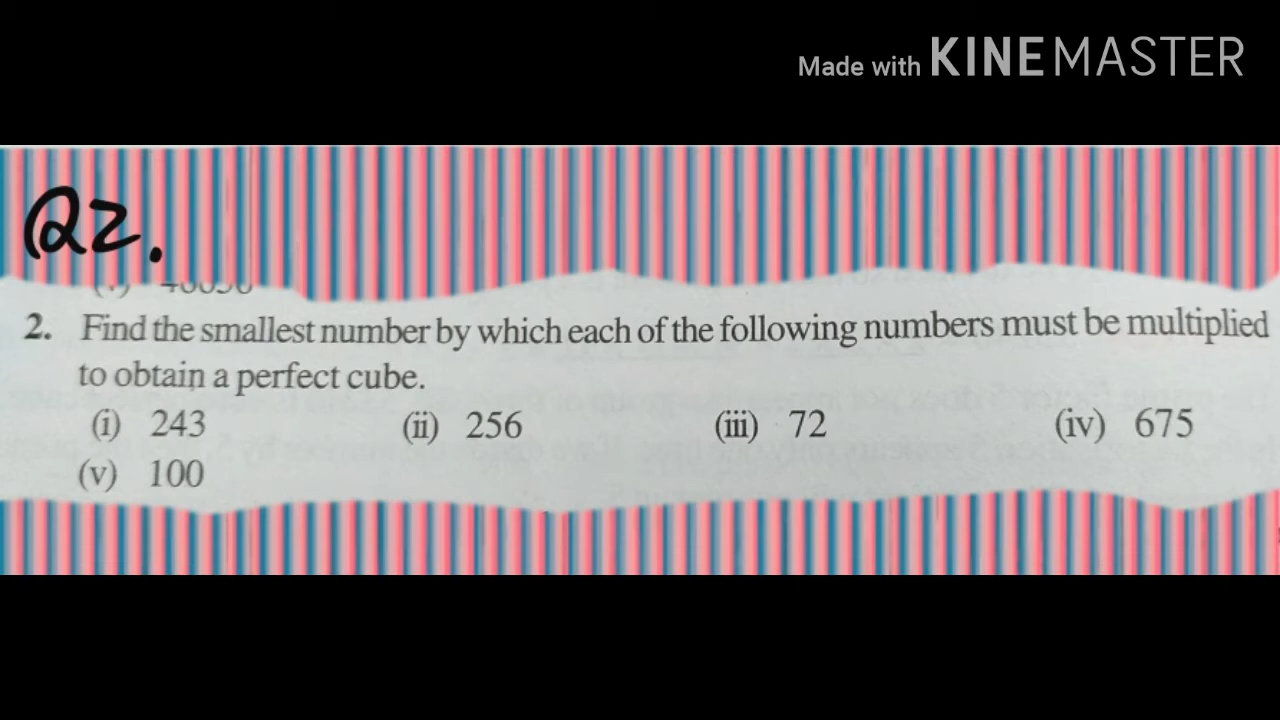 Made with KINEMASTER
Q2.
2. Find the smallest number by which each of the following numbers must be multiplied
to obtain a perfect cube.
(i) 243 (ii) 256 (iii) 72 (iv) 675
(v) 100